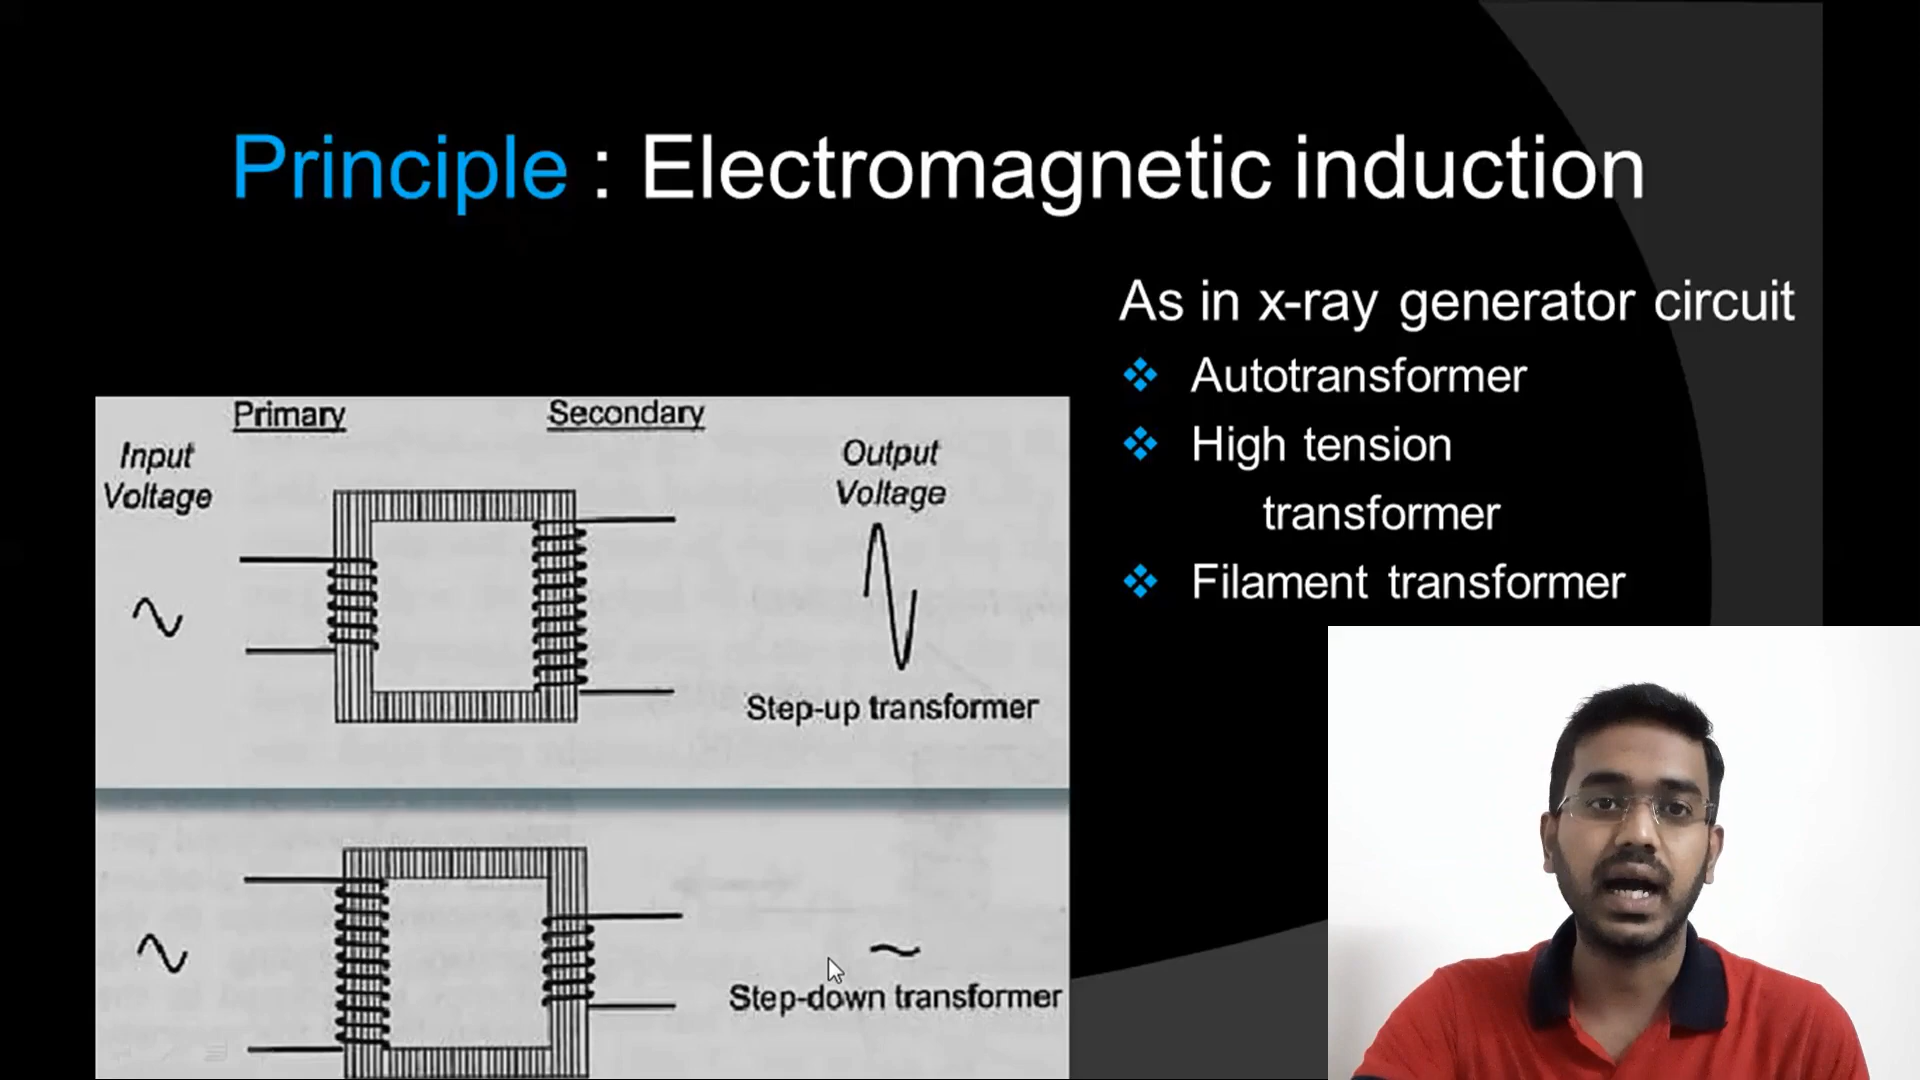 Principle : Electromagnetic induction
As in x-ray generator circuit
Autotransformer
High tension
transformer
Filament transformer
Primary
Secondary
Input
Voltage
Output
Voltage
Step-up transformer
Step-down transformer